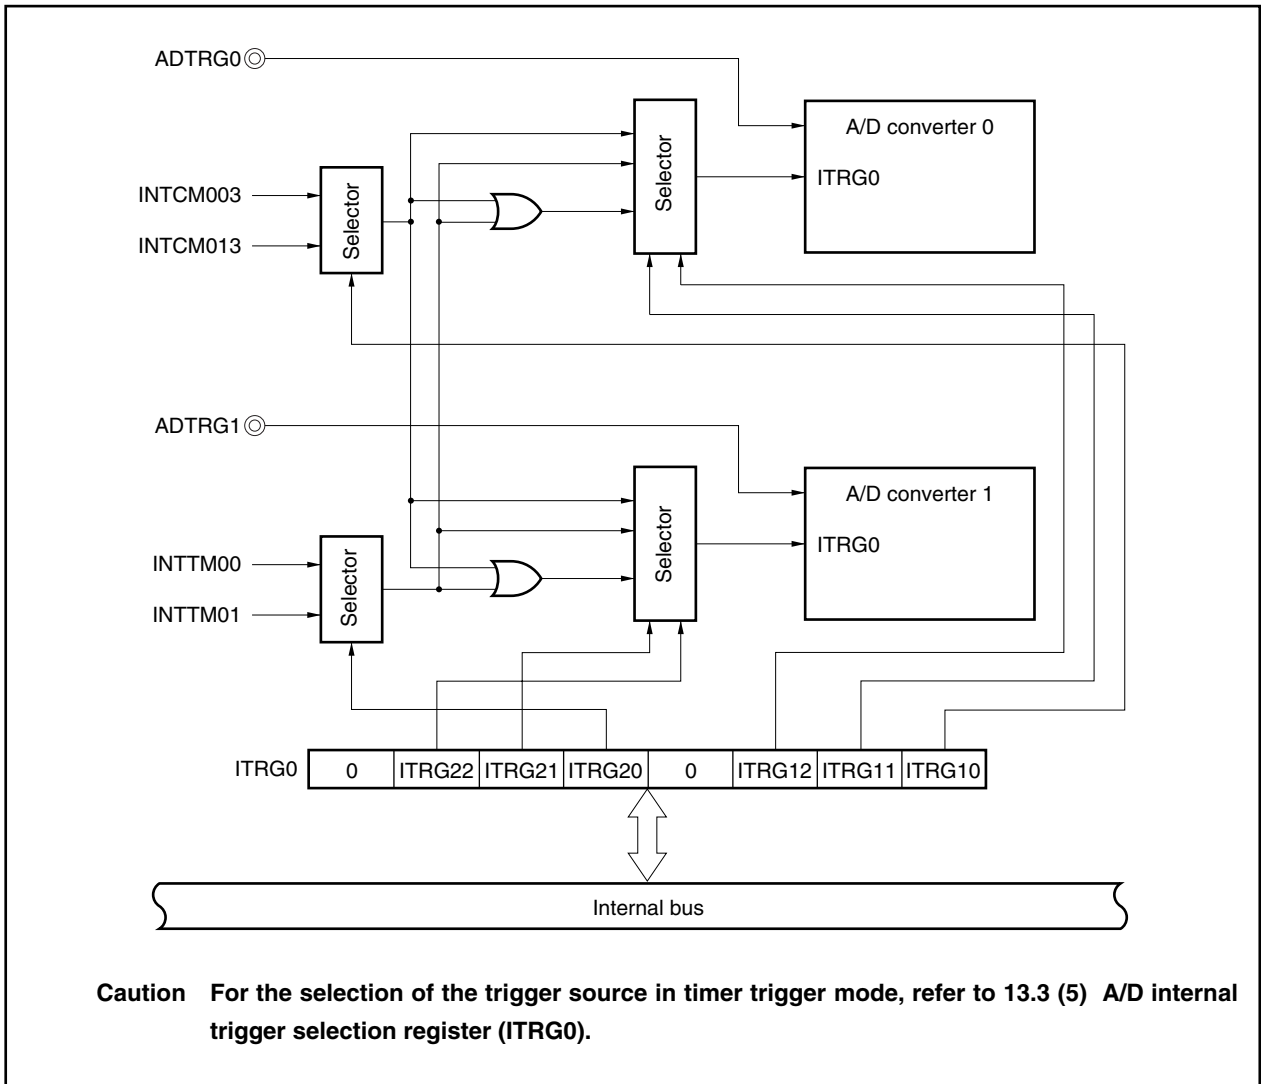 ADTRG0
A/D converter 0
Selector
ITRG0
INTCM003
Selector
INTCM013
ADTRG1
A/D converter 1
Selector
ITRG0
INTTM00
Selector
INTTM01
ITRG0 0 ITRG22 ITRG21 ITRG20 0 ITRG12 ITRG11 ITRG10
Internal bus
Caution For the selection of the trigger source in timer trigger mode, refer to 13.3 (5) A/D internal
trigger selection register (ITRG0).